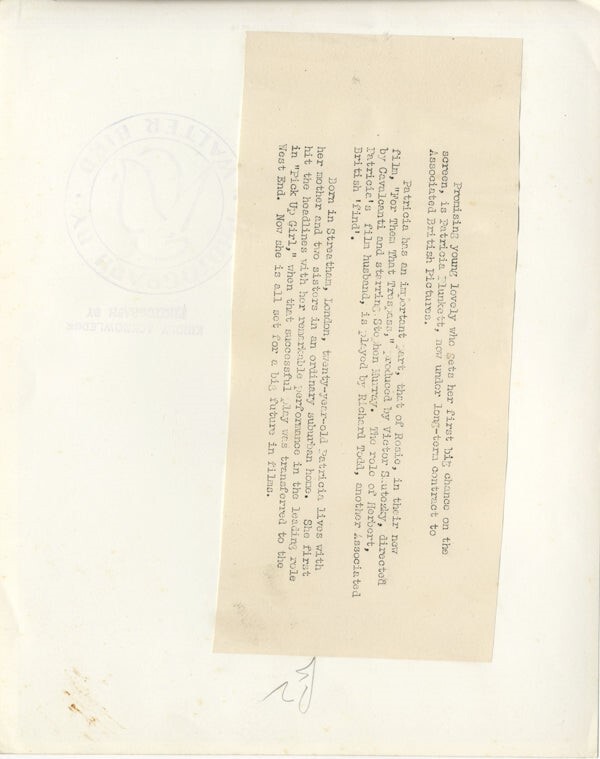 Promising young lovely who gets her first big chance on the
screen, is Patricia Plunkett, now under long-term contract to
Associated British Pictures.
Patricia has an important part, that of Rosie, in their new
film, "For Them That Trespass," produced by Victor Skutezky, directed
by Cavalcanti and starring Stephen Murray. The role of Herbert,
Patricia's film husband, is played by Richard Todd, another Associated
British 'find'.
Born in Streatham, London, twenty-year-old Patricia lives with
her mother and two sisters in an ordinary suburban home. She first
hit the headlines with her remarkable performance in the leading role
in "Pick Up Girl," when that successful play was transferred to the
West End. Now she is all set for a big future in films.
WALTER BIRD
KINDLY ACKNOWLEDGE
PHOTOGRAPH BY